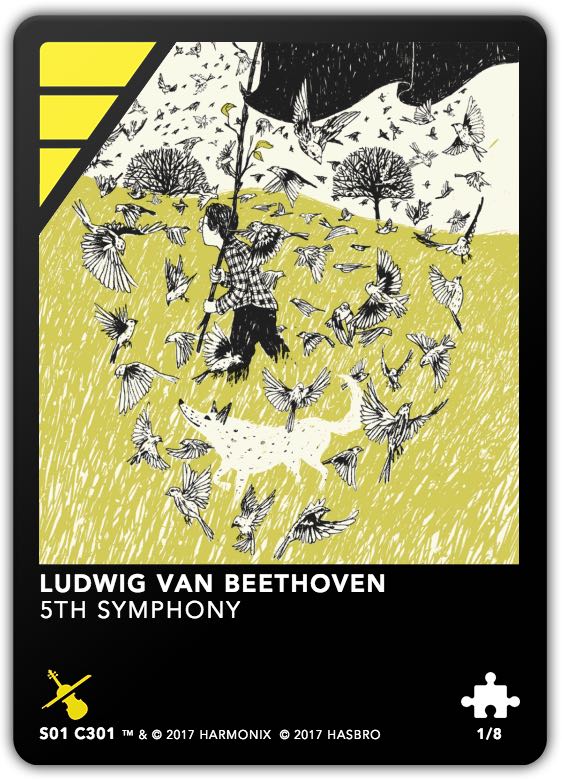 LUDWIG VAN BEETHOVEN
5TH SYMPHONY
S01 C301 ™ & © 2017 HARMONIX © 2017 HASBRO
1/8